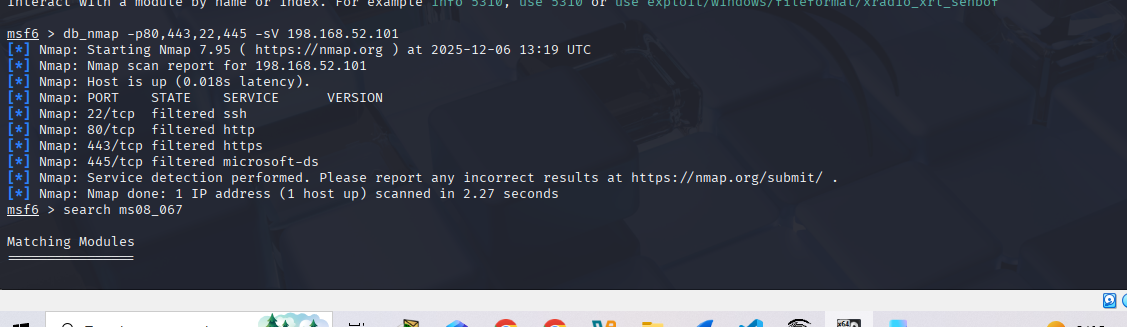 interact with a module by name or index. For example info 5310, use 5310 or use exploit/windows/fileformat/xradio_xrl_sehbof
msf6 > db_nmap -p80,443,22,445 -sV 198.168.52.101
[*] Nmap: Starting Nmap 7.95 ( https://nmap.org ) at 2025-12-06 13:19 UTC
[*] Nmap: Nmap scan report for 198.168.52.101
[*] Nmap: Host is up (0.018s latency).
[*] Nmap: PORT    STATE    SERVICE      VERSION
[*] Nmap: 22/tcp  filtered ssh
[*] Nmap: 80/tcp  filtered http
[*] Nmap: 443/tcp filtered https
[*] Nmap: 445/tcp filtered microsoft-ds
[*] Nmap: Service detection performed. Please report any incorrect results at https://nmap.org/submit/ .
[*] Nmap: Nmap done: 1 IP address (1 host up) scanned in 2.27 seconds
msf6 > search ms08_067
Matching Modules
================